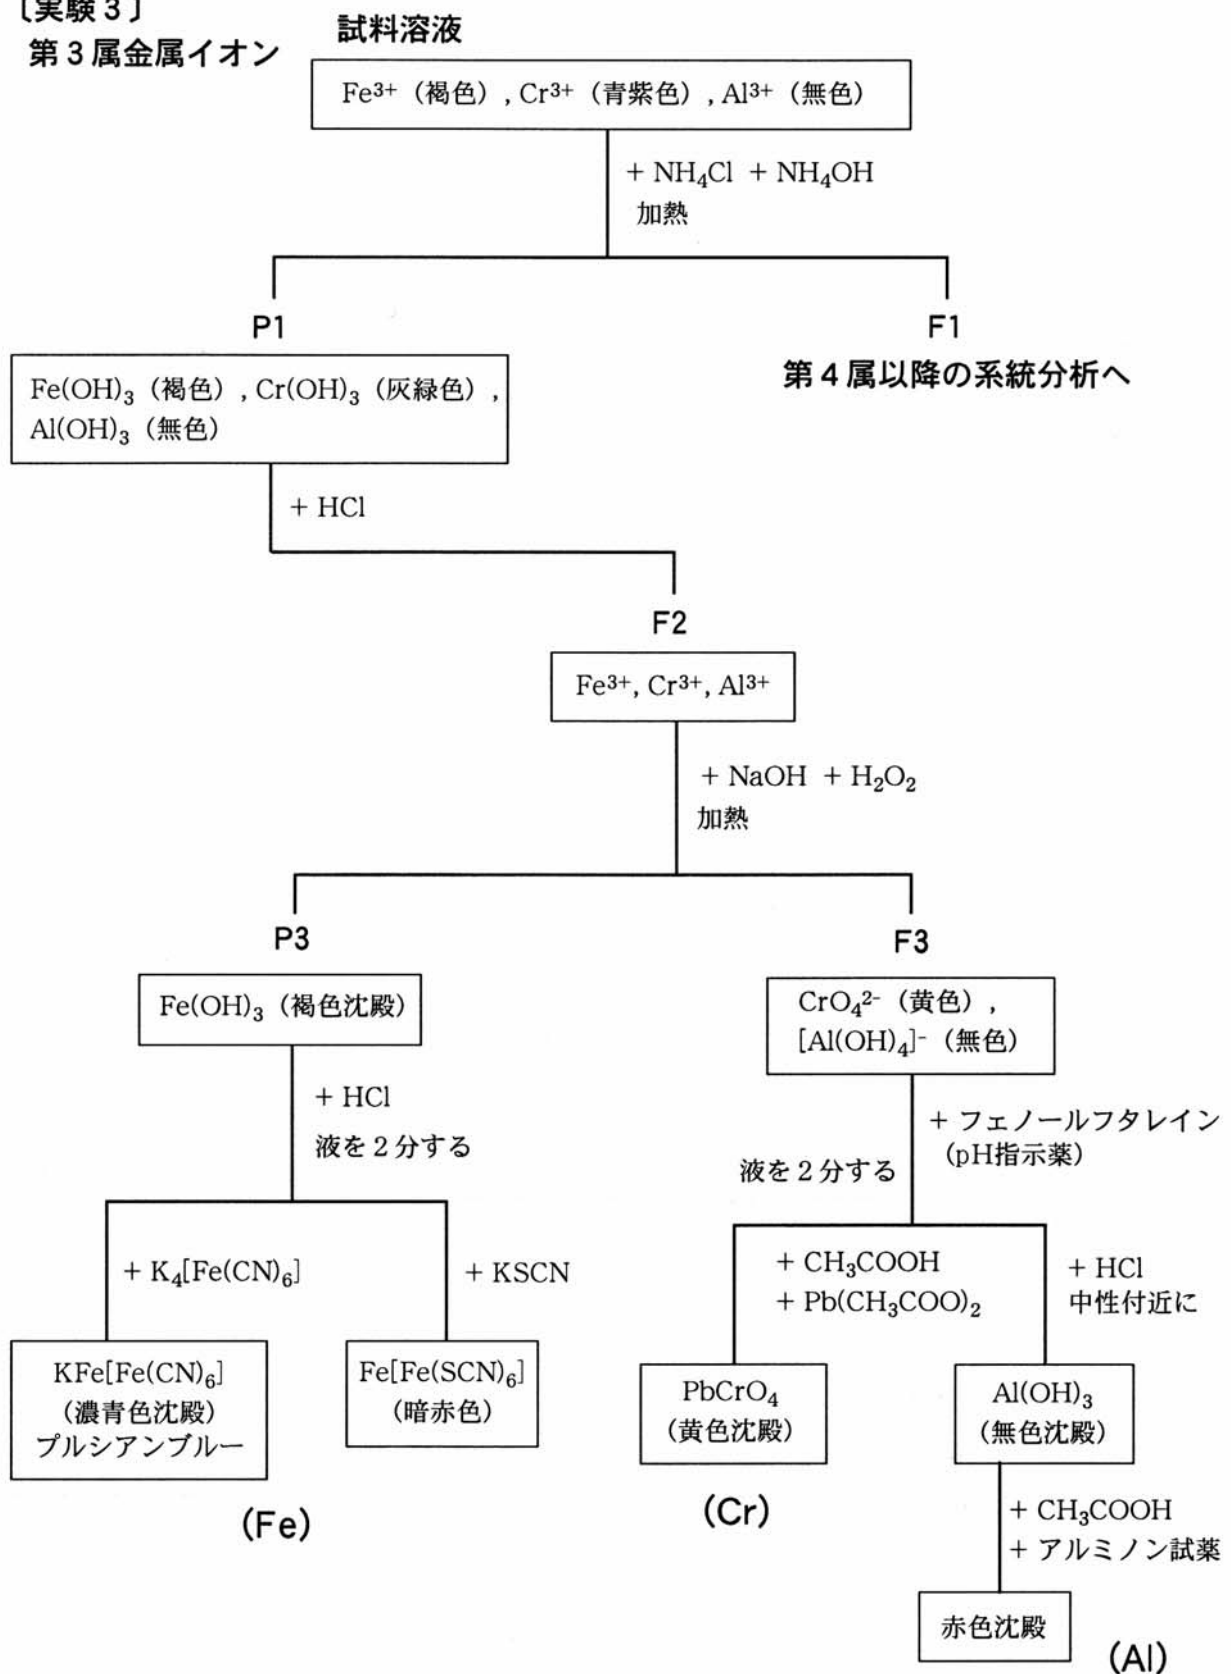 〔実験3〕
第3属金属イオン
試料溶液
Fe³⁺（褐色）, Cr³⁺（青紫色）, Al³⁺（無色）
+ NH₄Cl + NH₄OH
加熱
P1
F1
Fe(OH)₃（褐色）, Cr(OH)₃（灰緑色）,
Al(OH)₃（無色）
第4属以降の系統分析へ
+ HCl
F2
Fe³⁺, Cr³⁺, Al³⁺
+ NaOH + H₂O₂
加熱
P3
F3
Fe(OH)₃（褐色沈殿）
CrO₄²⁻（黄色）,
[Al(OH)₄]⁻（無色）
+ HCl
液を2分する
+ フェノールフタレイン
(pH指示薬)
液を2分する
+ K₄[Fe(CN)₆]
+ KSCN
+ CH₃COOH
+ Pb(CH₃COO)₂
+ HCl
中性付近に
KFe[Fe(CN)₆]
（濃青色沈殿）
プルシアンブルー
Fe[Fe(SCN)₆]
（暗赤色）
PbCrO₄
（黄色沈殿）
Al(OH)₃
（無色沈殿）
(Fe)
(Cr)
+ CH₃COOH
+ アルミノン試薬
赤色沈殿
(Al)